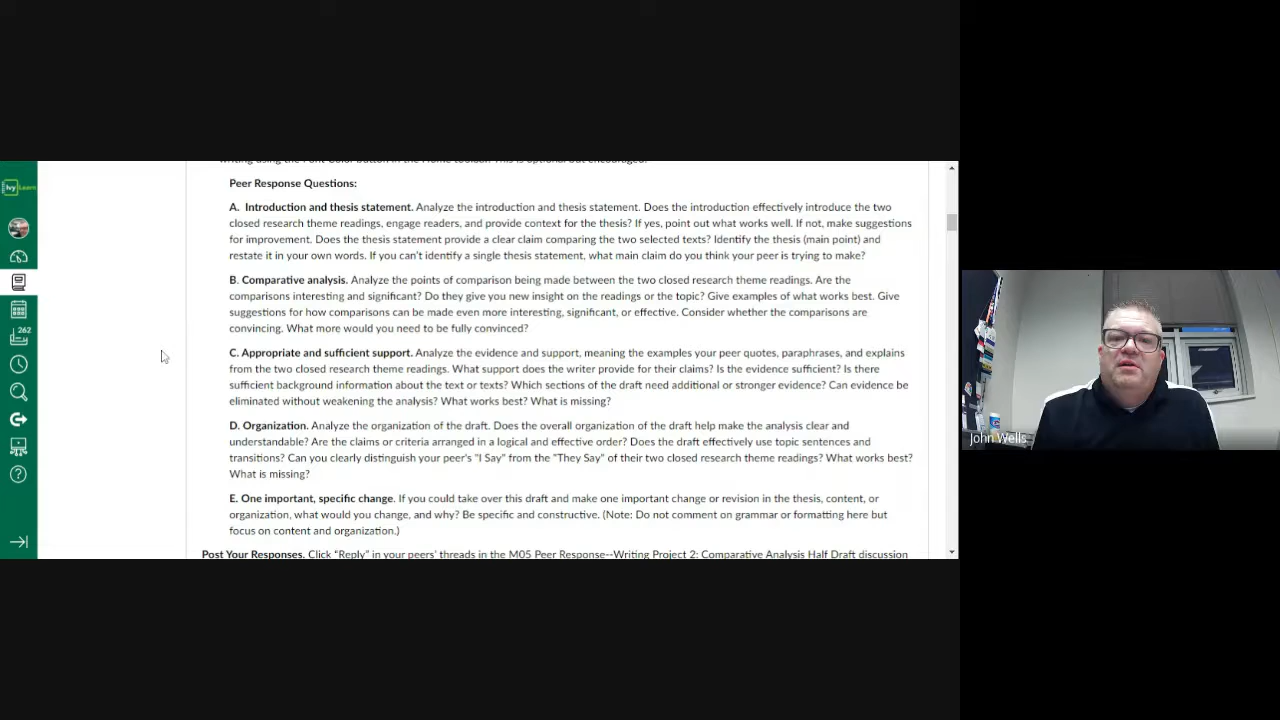 writing using the Font Color button in the Home toolbar. This is optional but encouraged.
Peer Response Questions:
A. Introduction and thesis statement. Analyze the introduction and thesis statement. Does the introduction effectively introduce the two
closed research theme readings, engage readers, and provide context for the thesis? If yes, point out what works well. If not, make suggestions
for improvement. Does the thesis statement provide a clear claim comparing the two selected texts? Identify the thesis (main point) and
restate it in your own words. If you can't identify a single thesis statement, what main claim do you think your peer is trying to make?
B. Comparative analysis. Analyze the points of comparison being made between the two closed research theme readings. Are the
comparisons interesting and significant? Do they give you new insight on the readings or the topic? Give examples of what works best. Give
suggestions for how comparisons can be made even more interesting, significant, or effective. Consider whether the comparisons are
convincing. What more would you need to be fully convinced?
C. Appropriate and sufficient support. Analyze the evidence and support, meaning the examples your peer quotes, paraphrases, and explains
from the two closed research theme readings. What support does the writer provide for their claims? Is the evidence sufficient? Is there
sufficient background information about the text or texts? Which sections of the draft need additional or stronger evidence? Can evidence be
eliminated without weakening the analysis? What works best? What is missing?
D. Organization. Analyze the organization of the draft. Does the overall organization of the draft help make the analysis clear and
understandable? Are the claims or criteria arranged in a logical and effective order? Does the draft effectively use topic sentences and
transitions? Can you clearly distinguish your peer's "I Say" from the "They Say" of their two closed research theme readings? What works best?
What is missing?
E. One important, specific change. If you could take over this draft and make one important change or revision in the thesis, content, or
organization, what would you change, and why? Be specific and constructive. (Note: Do not comment on grammar or formatting here but
focus on content and organization.)
Post Your Responses. Click "Reply" in your peers' threads in the M05 Peer Response--Writing Project 2: Comparative Analysis Half Draft discussion
Ivy Learn
262
John Wells